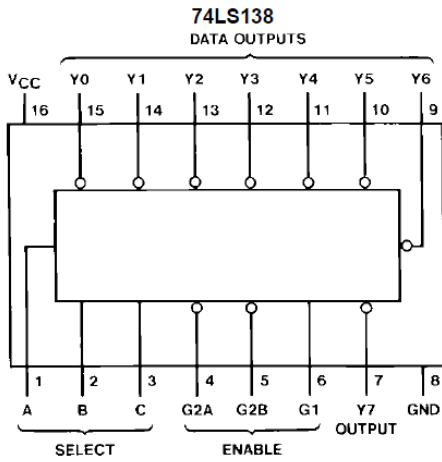 74LS138
DATA OUTPUTS
VCC Y0 Y1 Y2 Y3 Y4 Y5 Y6
16 15 14 13 12 11 10 9
1 2 3 4 5 6 7 8
A B C G2A G2B G1 Y7 GND
SELECT ENABLE OUTPUT